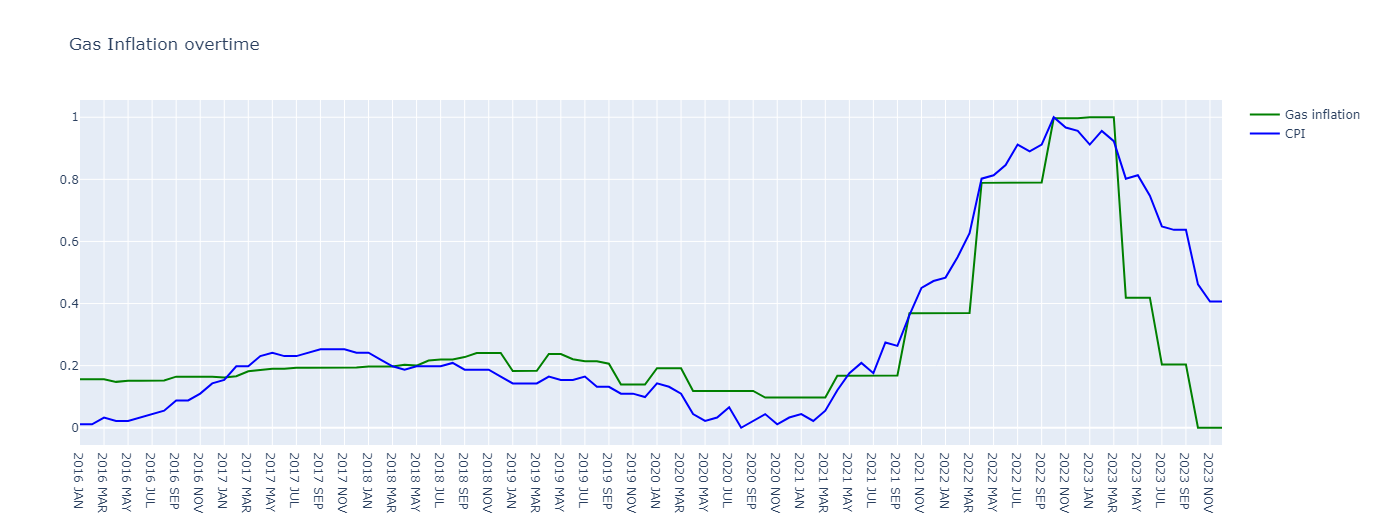 Gas Inflation overtime
Gas inflation
CPI
1
0.8
0.6
0.4
0.2
0
2016 JAN
2016 MAR
2016 MAY
2016 JUL
2016 SEP
2016 NOV
2017 JAN
2017 MAR
2017 MAY
2017 JUL
2017 SEP
2017 NOV
2018 JAN
2018 MAR
2018 MAY
2018 JUL
2018 SEP
2018 NOV
2019 JAN
2019 MAR
2019 MAY
2019 JUL
2019 SEP
2019 NOV
2020 JAN
2020 MAR
2020 MAY
2020 JUL
2020 SEP
2020 NOV
2021 JAN
2021 MAR
2021 MAY
2021 JUL
2021 SEP
2021 NOV
2022 JAN
2022 MAR
2022 MAY
2022 JUL
2022 SEP
2022 NOV
2023 JAN
2023 MAR
2023 MAY
2023 JUL
2023 SEP
2023 NOV